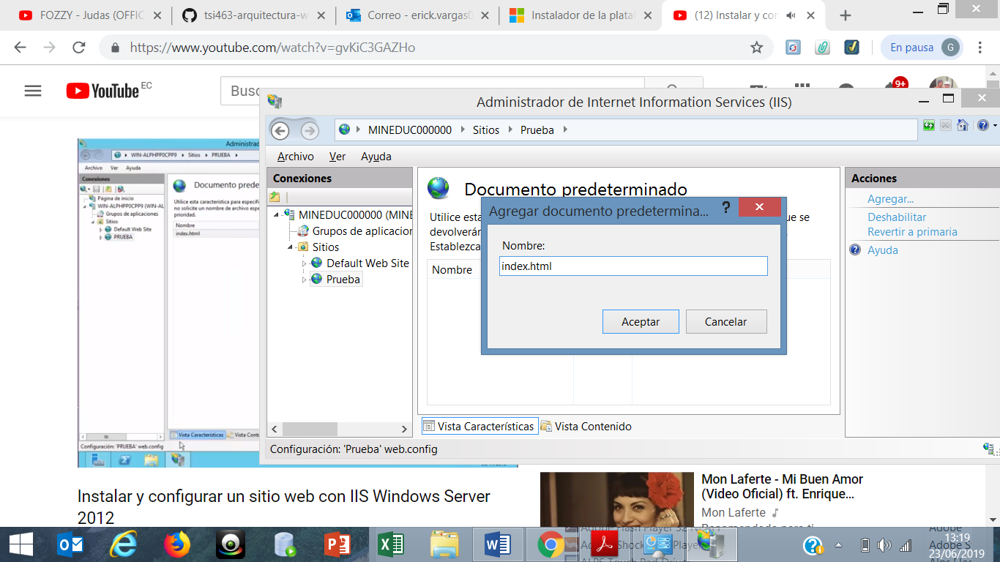 FOZZY - Judas (OFFIC
tsi463-arquitectura-w
Correo - erick.vargas0
Instalador de la platal
(12) Instalar y cor
https://www.youtube.com/watch?v=gvKiC3GAZHo
En pausa
G
YouTube EC
Busc
9+
Administrador de Internet Information Services (IIS)
MINEDUC000000
Sitios
Prueba
Archivo
Ver
Ayuda
Conexiones
MINEDUC000000 (MINE
Grupos de aplicacion
Sitios
Default Web Site
Prueba
Documento predeterminado
Utilice esta
que se
devolverán
Establezca
Nombre
Agregar documento predetermina...
?
Nombre:
index.html
Aceptar
Cancelar
Vista Características
Vista Contenido
Acciones
Agregar...
Deshabilitar
Revertir a primaria
Ayuda
Configuración: 'Prueba' web.config
Administrad
WIN-ALPHPP0CPP9
Sitios
PRUEBA
Archivo
Ver
Ayuda
Conexiones
Página de inicio
WIN-ALPHPP0CPP9 (WIN-A
Grupos de aplicaciones
Sitios
Default Web Site
PRUEBA
Documento prede
Utilice esta característica para especif
no solicite un nombre de archivo espe
prioridad.
Nombre
index.html
Vista Características
Vista Cont
Configuración: 'PRUEBA' web.config
Instalar y configurar un sitio web con IIS Windows Server
2012
Mon Laferte - Mi Buen Amor
(Video Oficial) ft. Enrique...
Mon Laferte
13:19
23/06/2019